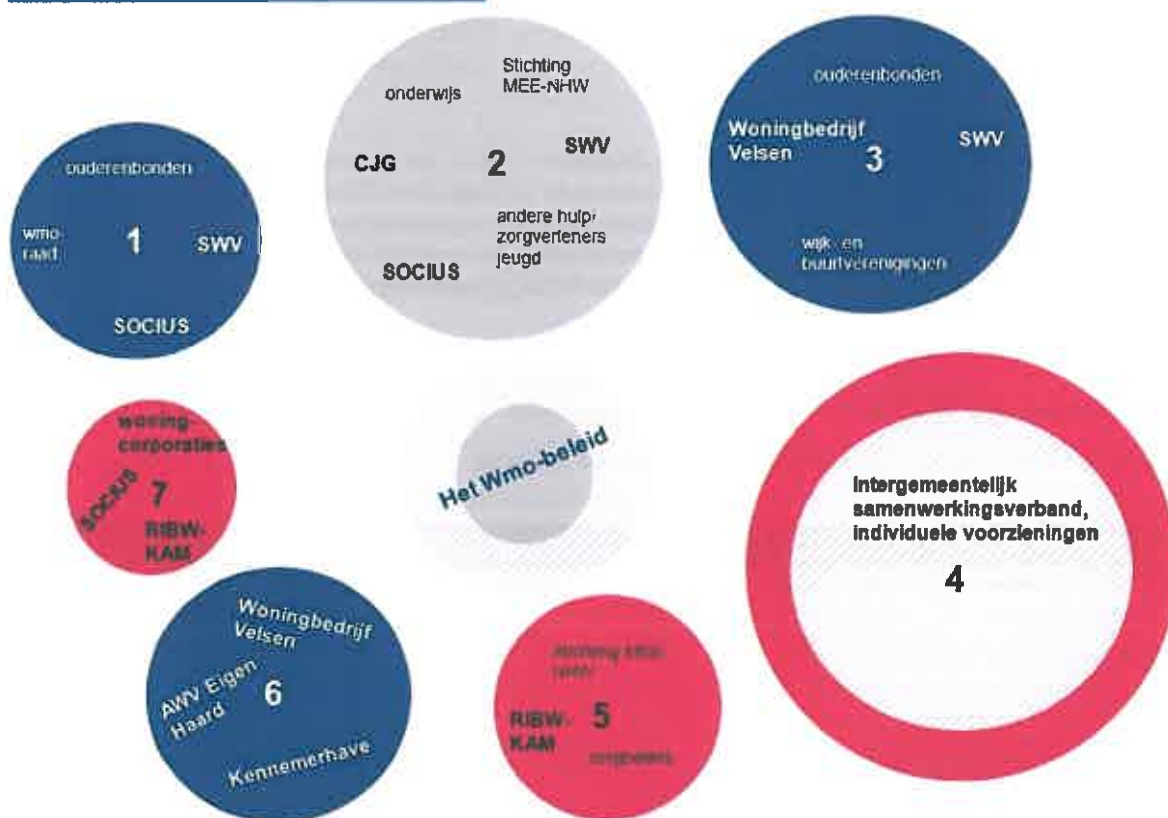 ouderenbonden
wmo-
raad
1
SWV
SOCIUS
onderwijs
Stichting
MEE-NHW
CJG
2
SWV
andere hulp/
zorgverleners
jeugd
SOCIUS
ouderenbonden
Woningbedrijf
Velsen
3
SWV
wijk- en
buurtverenigingen
woning-
corporaties
SOCIUS
7
RIBW-
KAM
Het Wmo-beleid
Intergemeentelijk
samenwerkingsverband,
individuele voorzieningen
4
Woningbedrijf
Velsen
AWV Eigen
Haard
6
Kennemerhave
stichting
RIBW-
KAM
5